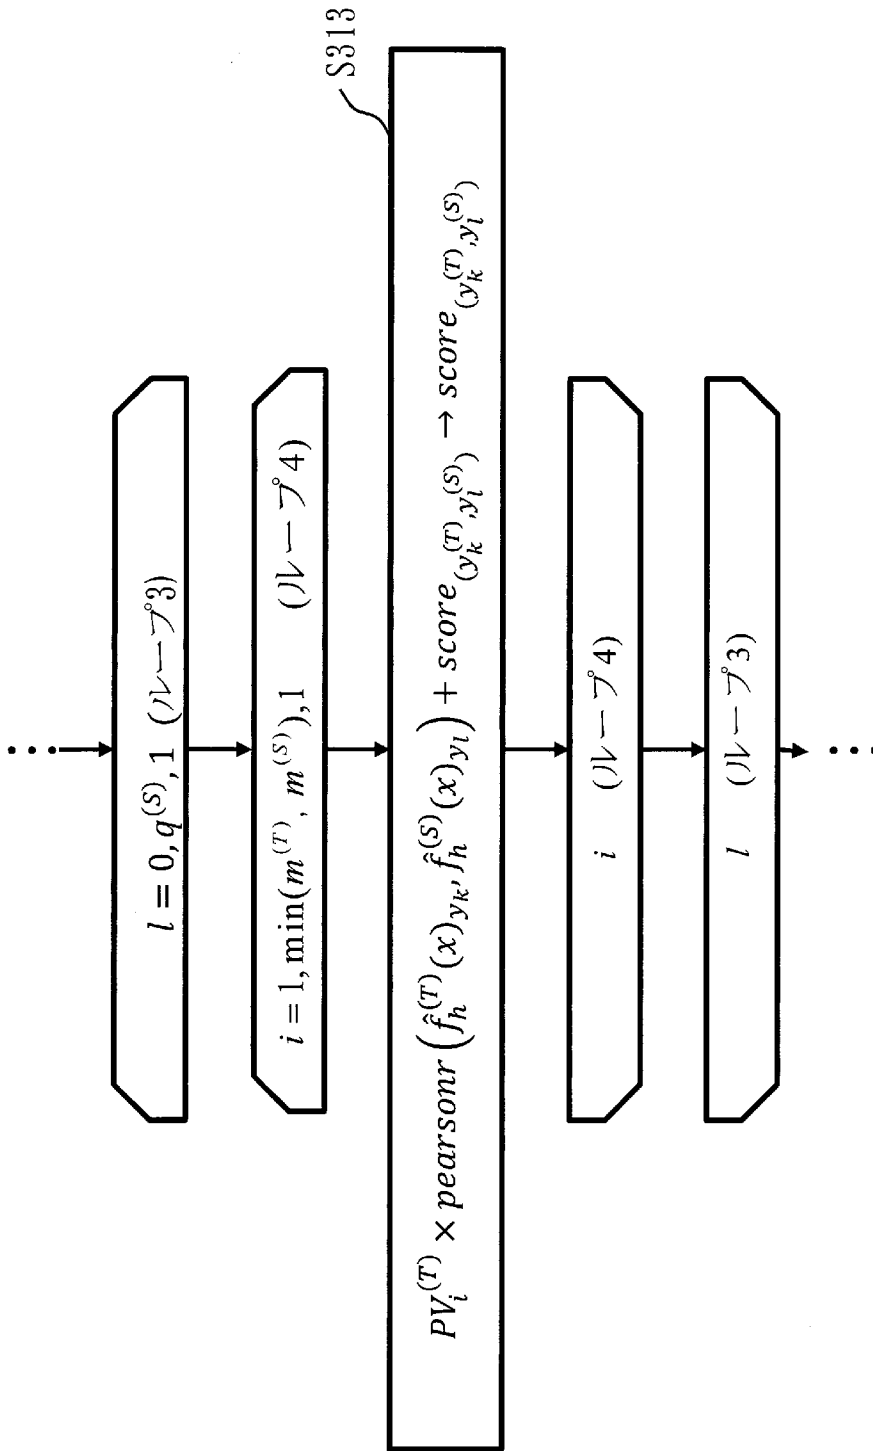 S313
l = 0, q^(S), 1 (ループ3)
i = 1, min(m^(T), m^(S)), 1 (ループ4)
PV_i^(T) × pearsonr(f̂_h^(T)(x)_{y_k}, f̂_h^(S)(x)_{y_l}) + score_{(y_k^(T), y_l^(S))} → score_{(y_k^(T), y_l^(S))}
i (ループ4)
l (ループ3)